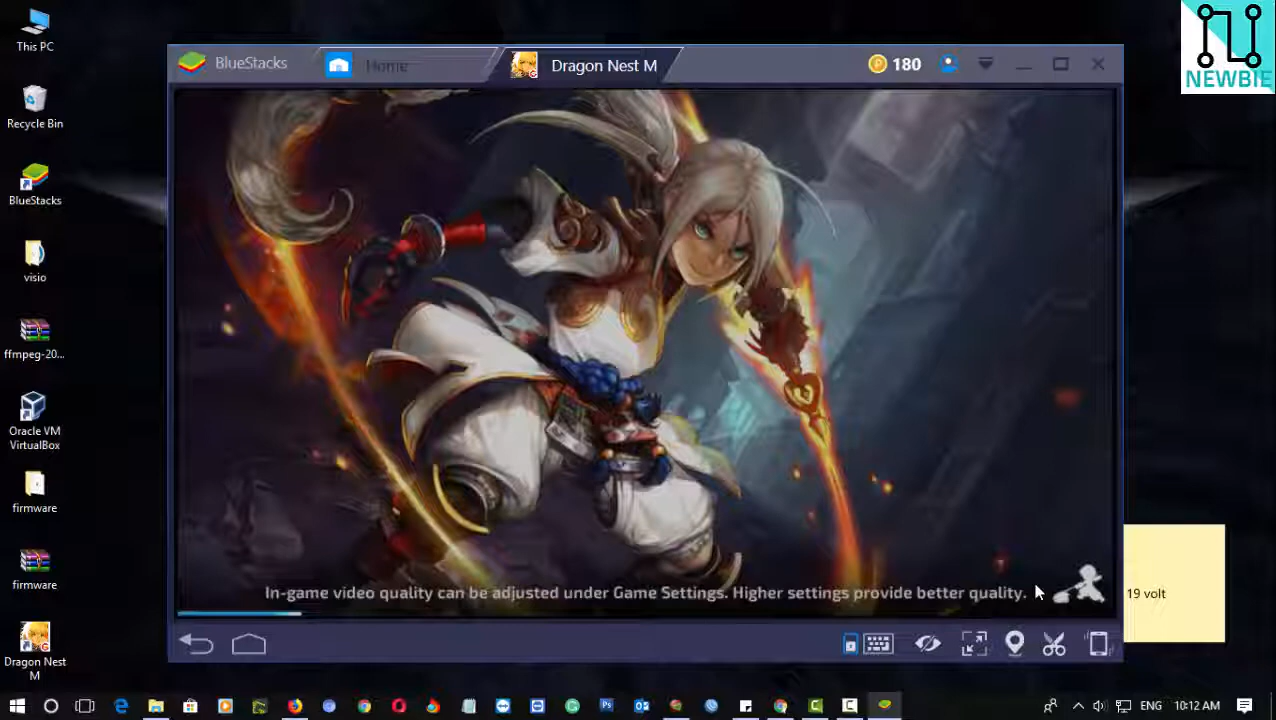 This PC
Recycle Bin
BlueStacks
visio
ffmpeg-20...
Oracle VM
VirtualBox
firmware
firmware
Dragon Nest
M
BlueStacks
Home
Dragon Nest M
P 180
NEWBIE
In-game video quality can be adjusted under Game Settings. Higher settings provide better quality.
19 volt
ENG
10:12 AM